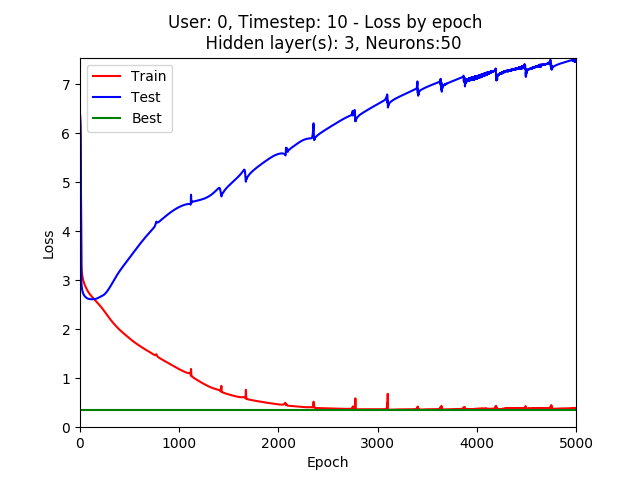 User: 0, Timestep: 10 - Loss by epoch
Hidden layer(s): 3, Neurons:50
Train
Test
Best
Loss
7
6
5
4
3
2
1
0
0 1000 2000 3000 4000 5000
Epoch